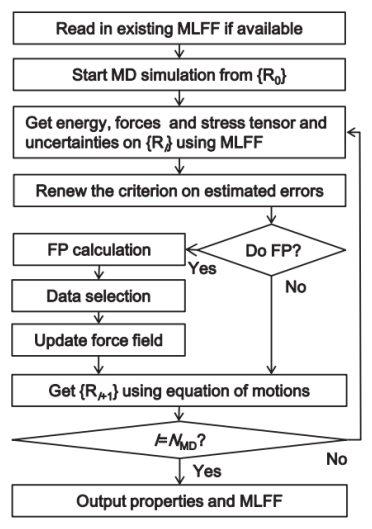 Read in existing MLFF if available
Start MD simulation from {R₀}
Get energy, forces and stress tensor and
uncertainties on {Rᵢ} using MLFF
Renew the criterion on estimated errors
FP calculation
Do FP?
Yes
No
Data selection
Update force field
Get {Rᵢ₊₁} using equation of motions
I=N_MD?
No
Yes
Output properties and MLFF